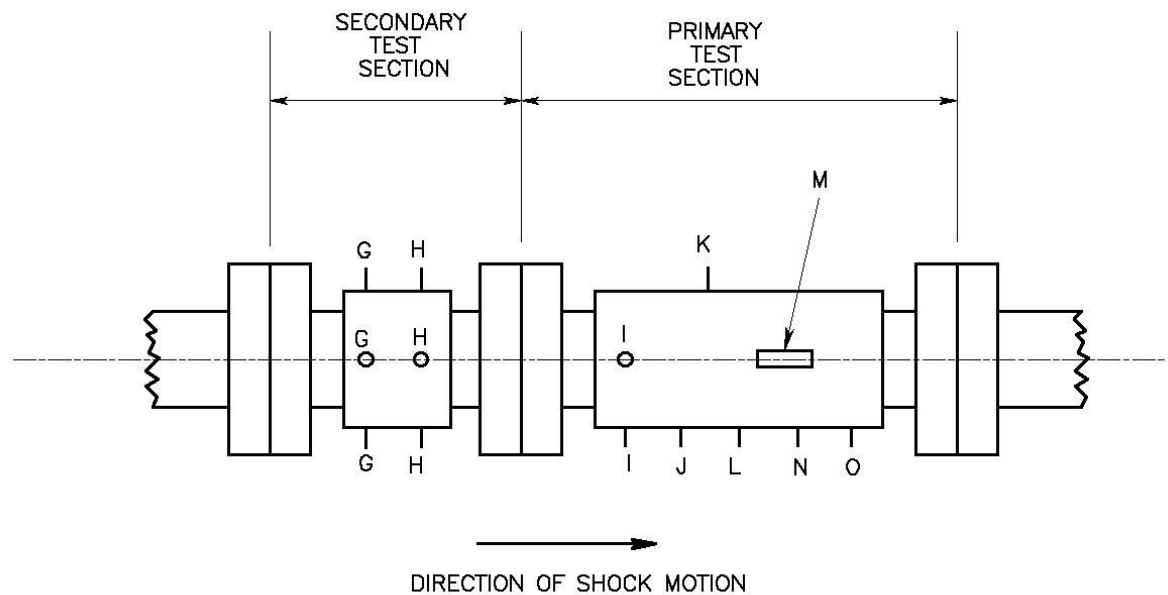 SECONDARY
TEST
SECTION
PRIMARY
TEST
SECTION
M
G
H
K
G
H
I
G
H
I
J
L
N
O
DIRECTION OF SHOCK MOTION